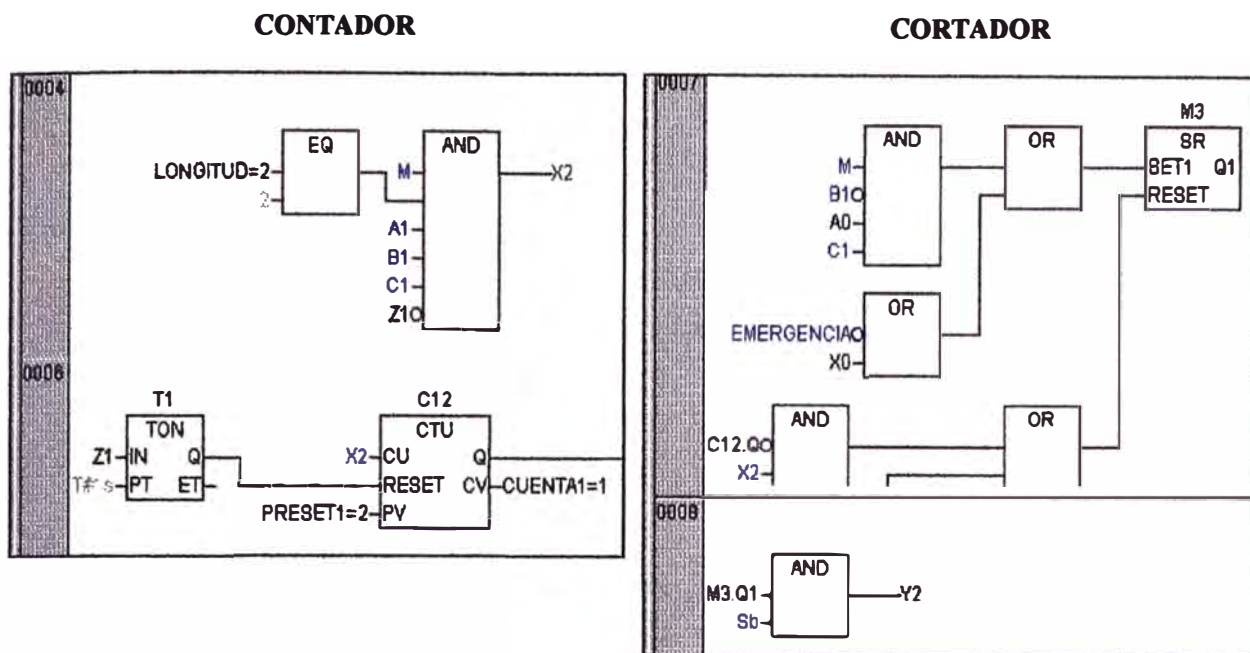 CONTADOR
0004
EQ
AND
LONGITUD=2
2
M
X2
A1
B1
C1
Z1
0006
T1
C12
TON
CTU
Z1 IN Q
X2 CU Q
PT ET
RESET CV CUENTA1=1
PRESET1=2 PV
CORTADOR
0007
M3
AND
OR
SR
M
SET1 Q1
B1
RESET
A0
C1
OR
EMERGENCIA
X0
AND
OR
C12.Q
X2
0008
AND
M3.Q1
Y2
Sb